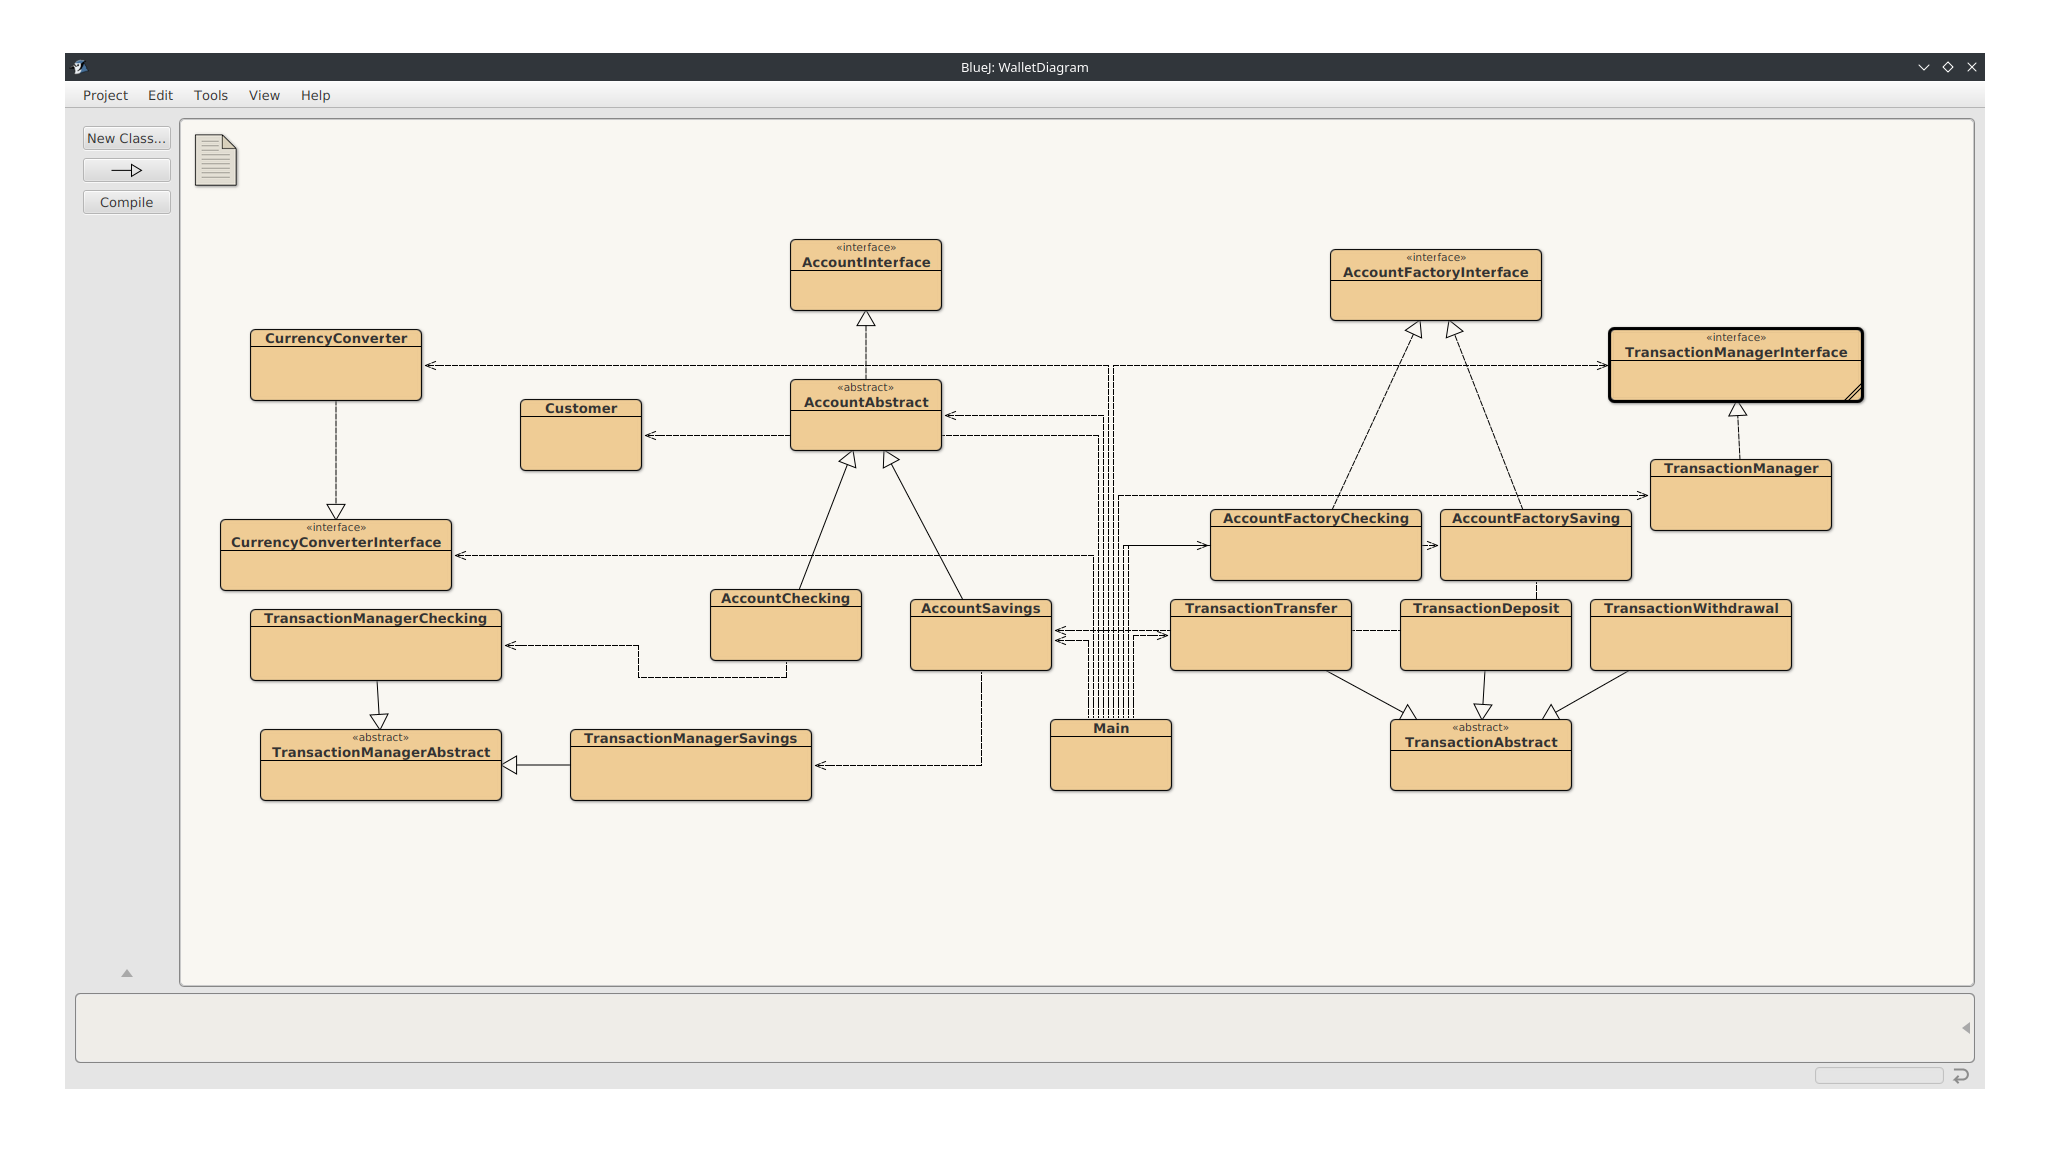 BlueJ: WalletDiagram
Project Edit Tools View Help
New Class...
Compile
«interface»
AccountInterface
«interface»
AccountFactoryInterface
CurrencyConverter
«interface»
TransactionManagerInterface
«abstract»
AccountAbstract
Customer
TransactionManager
«interface»
CurrencyConverterInterface
AccountFactoryChecking
AccountFactorySaving
TransactionManagerChecking
AccountChecking
AccountSavings
TransactionTransfer
TransactionDeposit
TransactionWithdrawal
«abstract»
TransactionManagerAbstract
TransactionManagerSavings
Main
«abstract»
TransactionAbstract